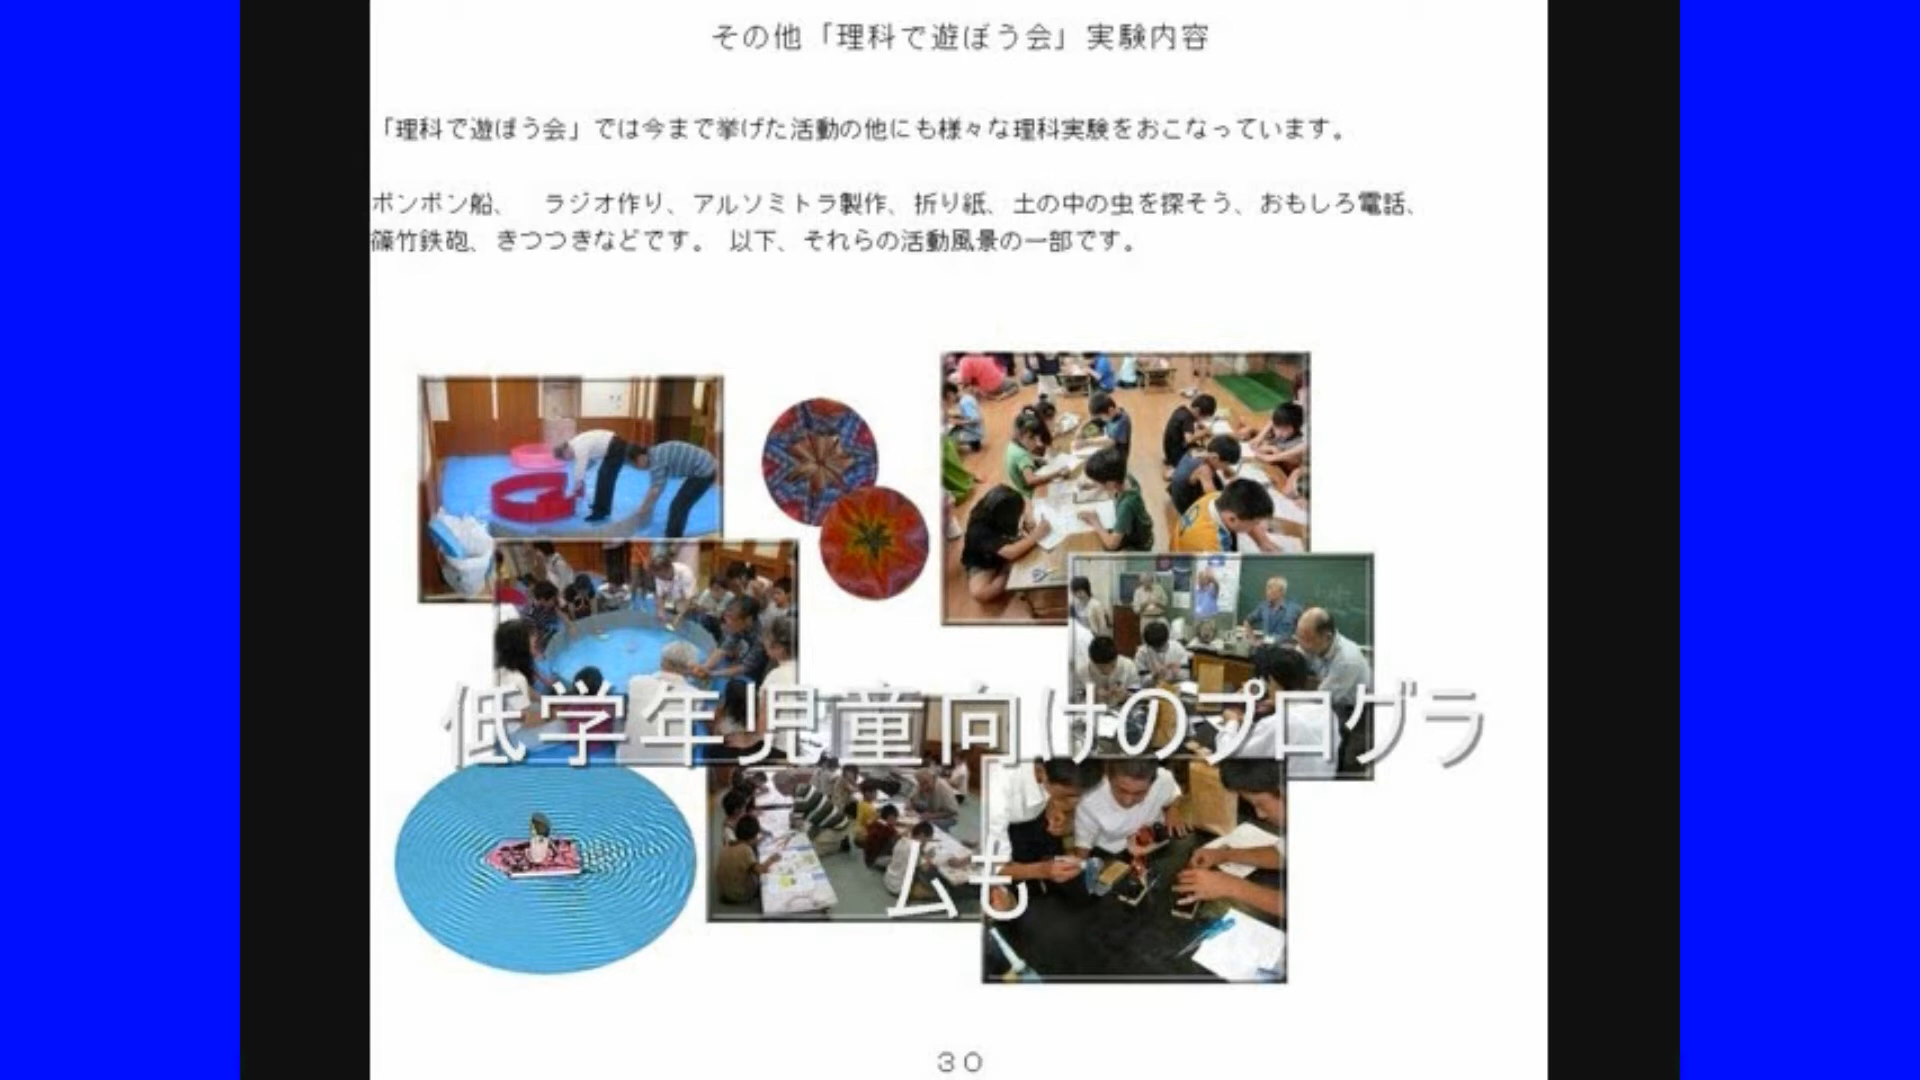 その他「理科で遊ぼう会」実験内容
「理科で遊ぼう会」では今まで挙げた活動の他にも様々な理科実験をおこなっています。
ポンポン船、　ラジオ作り、アルソミトラ製作、折り紙、土の中の虫を探そう、おもしろ電話、
篠竹鉄砲、きつつきなどです。　以下、それらの活動風景の一部です。
低学年児童向けのプログラ
ムも
30